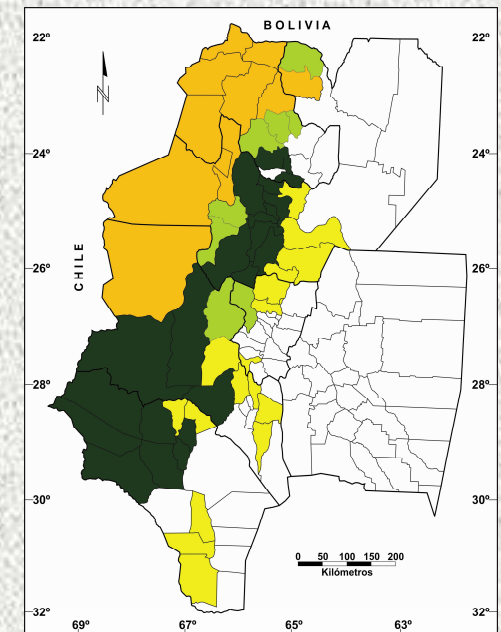 BOLIVIA
22º 22º
N
24º 24º
CHILE
26º 26º
28º 28º
30º 30º
0 50 100 150 200
Kilómetros
32º 32º
69º 67º 65º 63º